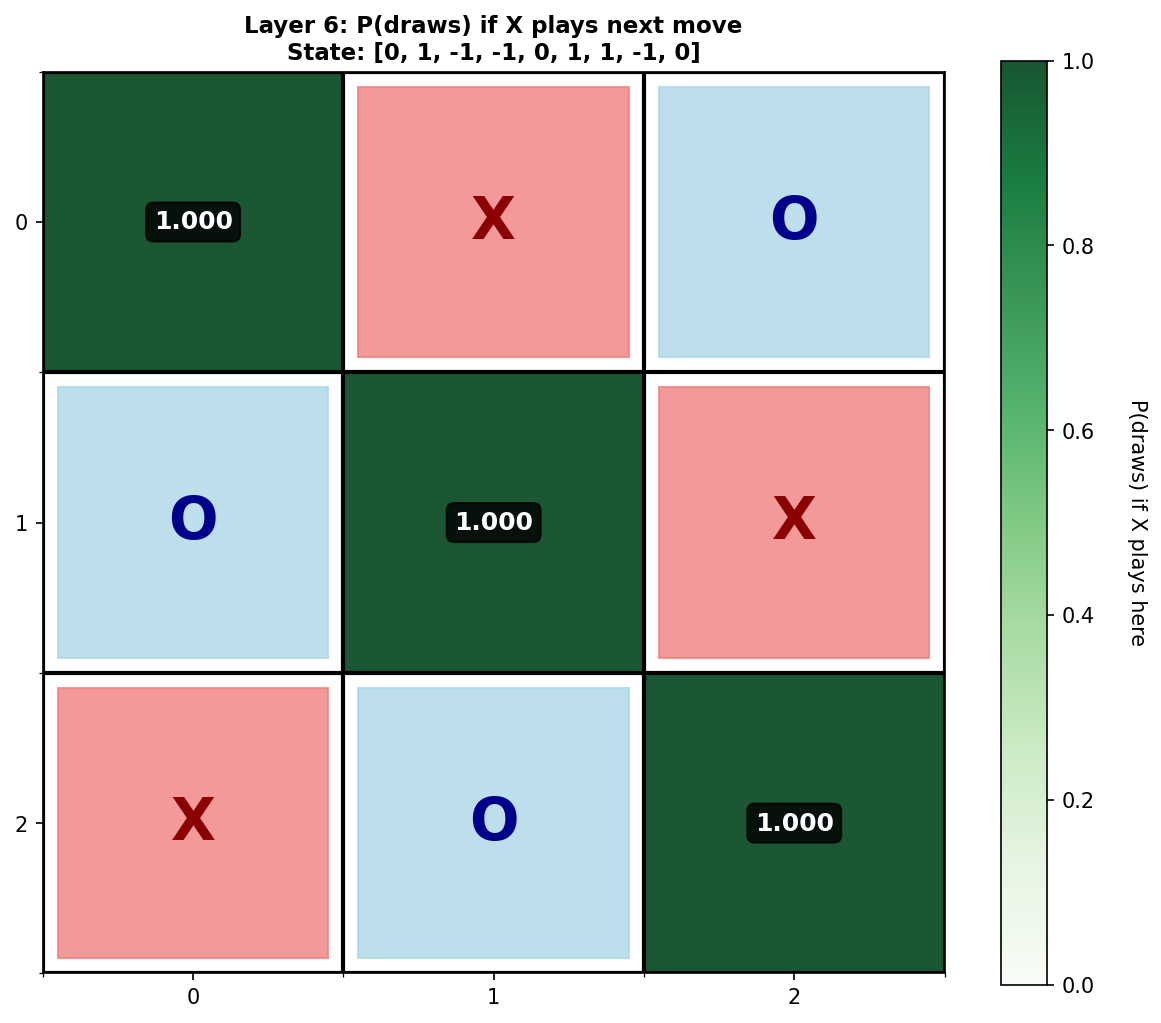 Layer 6: P(draws) if X plays next move
State: [0, 1, -1, -1, 0, 1, 1, -1, 0]
0
1.000
X
O
1
O
1.000
X
2
X
O
1.000
0
1
2
1.0
0.8
0.6
0.4
0.2
0.0
P(draws) if X plays here